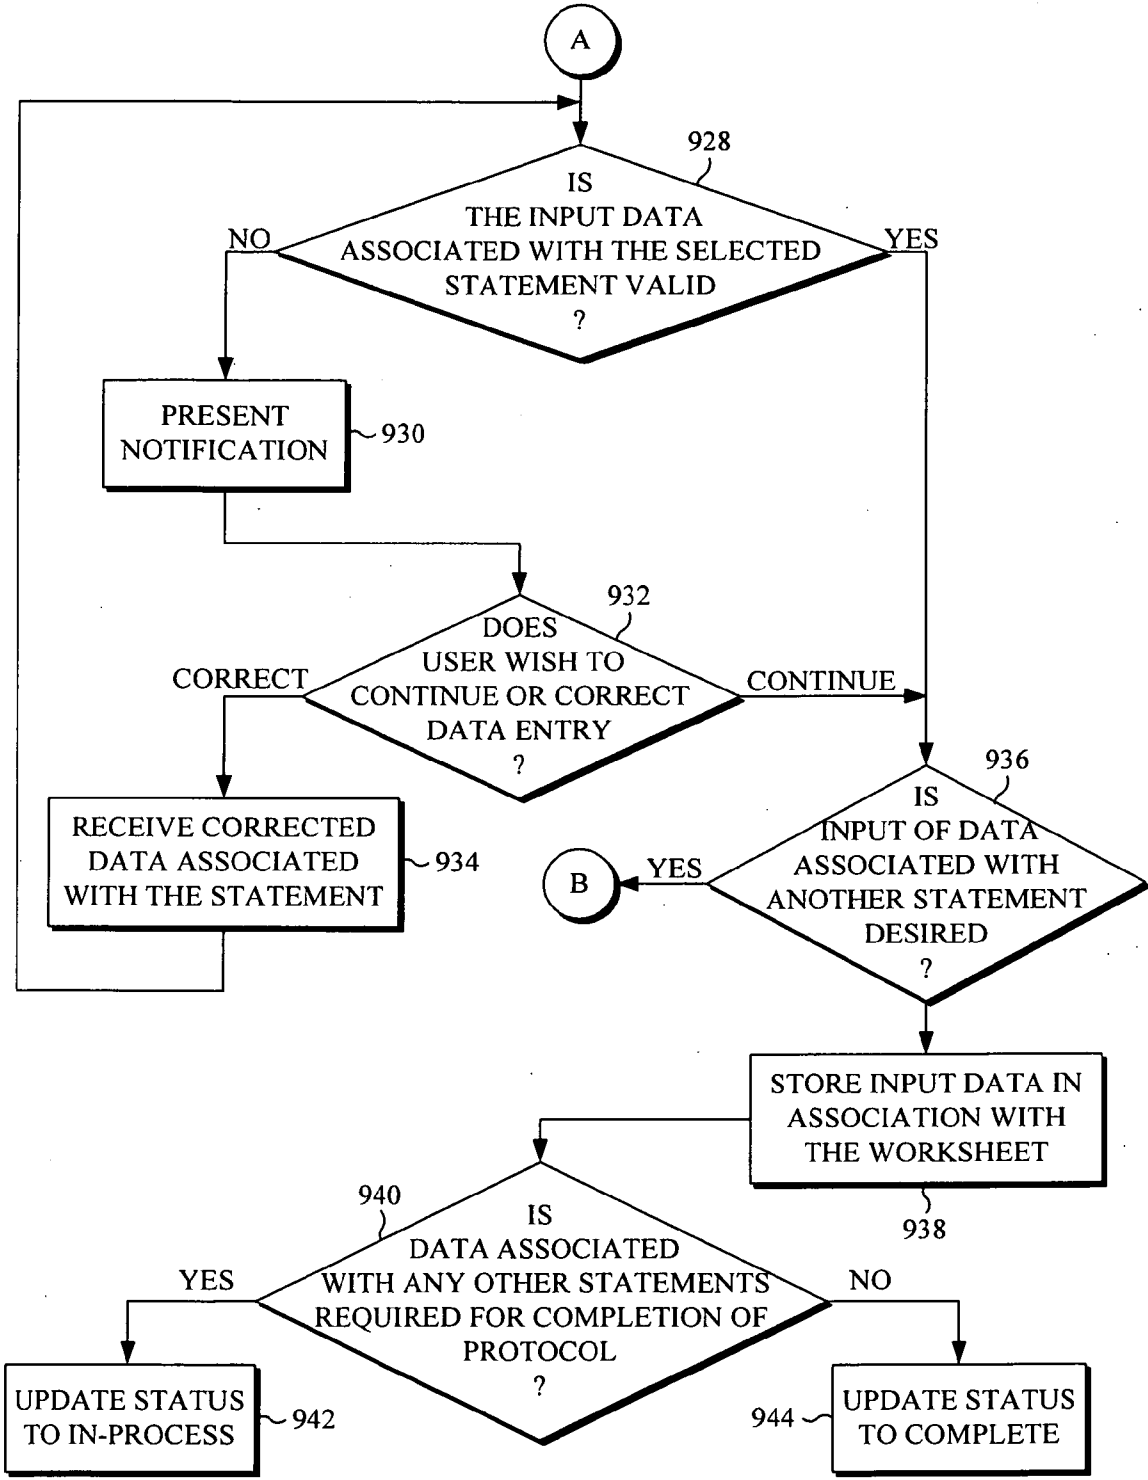 A
928
IS
THE INPUT DATA
ASSOCIATED WITH THE SELECTED
STATEMENT VALID
?
NO
YES
PRESENT
NOTIFICATION
930
932
DOES
USER WISH TO
CONTINUE OR CORRECT
DATA ENTRY
?
CORRECT
CONTINUE
RECEIVE CORRECTED
DATA ASSOCIATED
WITH THE STATEMENT
934
936
IS
INPUT OF DATA
ASSOCIATED WITH
ANOTHER STATEMENT
DESIRED
?
YES
B
STORE INPUT DATA IN
ASSOCIATION WITH
THE WORKSHEET
938
940
IS
DATA ASSOCIATED
WITH ANY OTHER STATEMENTS
REQUIRED FOR COMPLETION OF
PROTOCOL
?
YES
NO
UPDATE STATUS
TO IN-PROCESS
942
944
UPDATE STATUS
TO COMPLETE